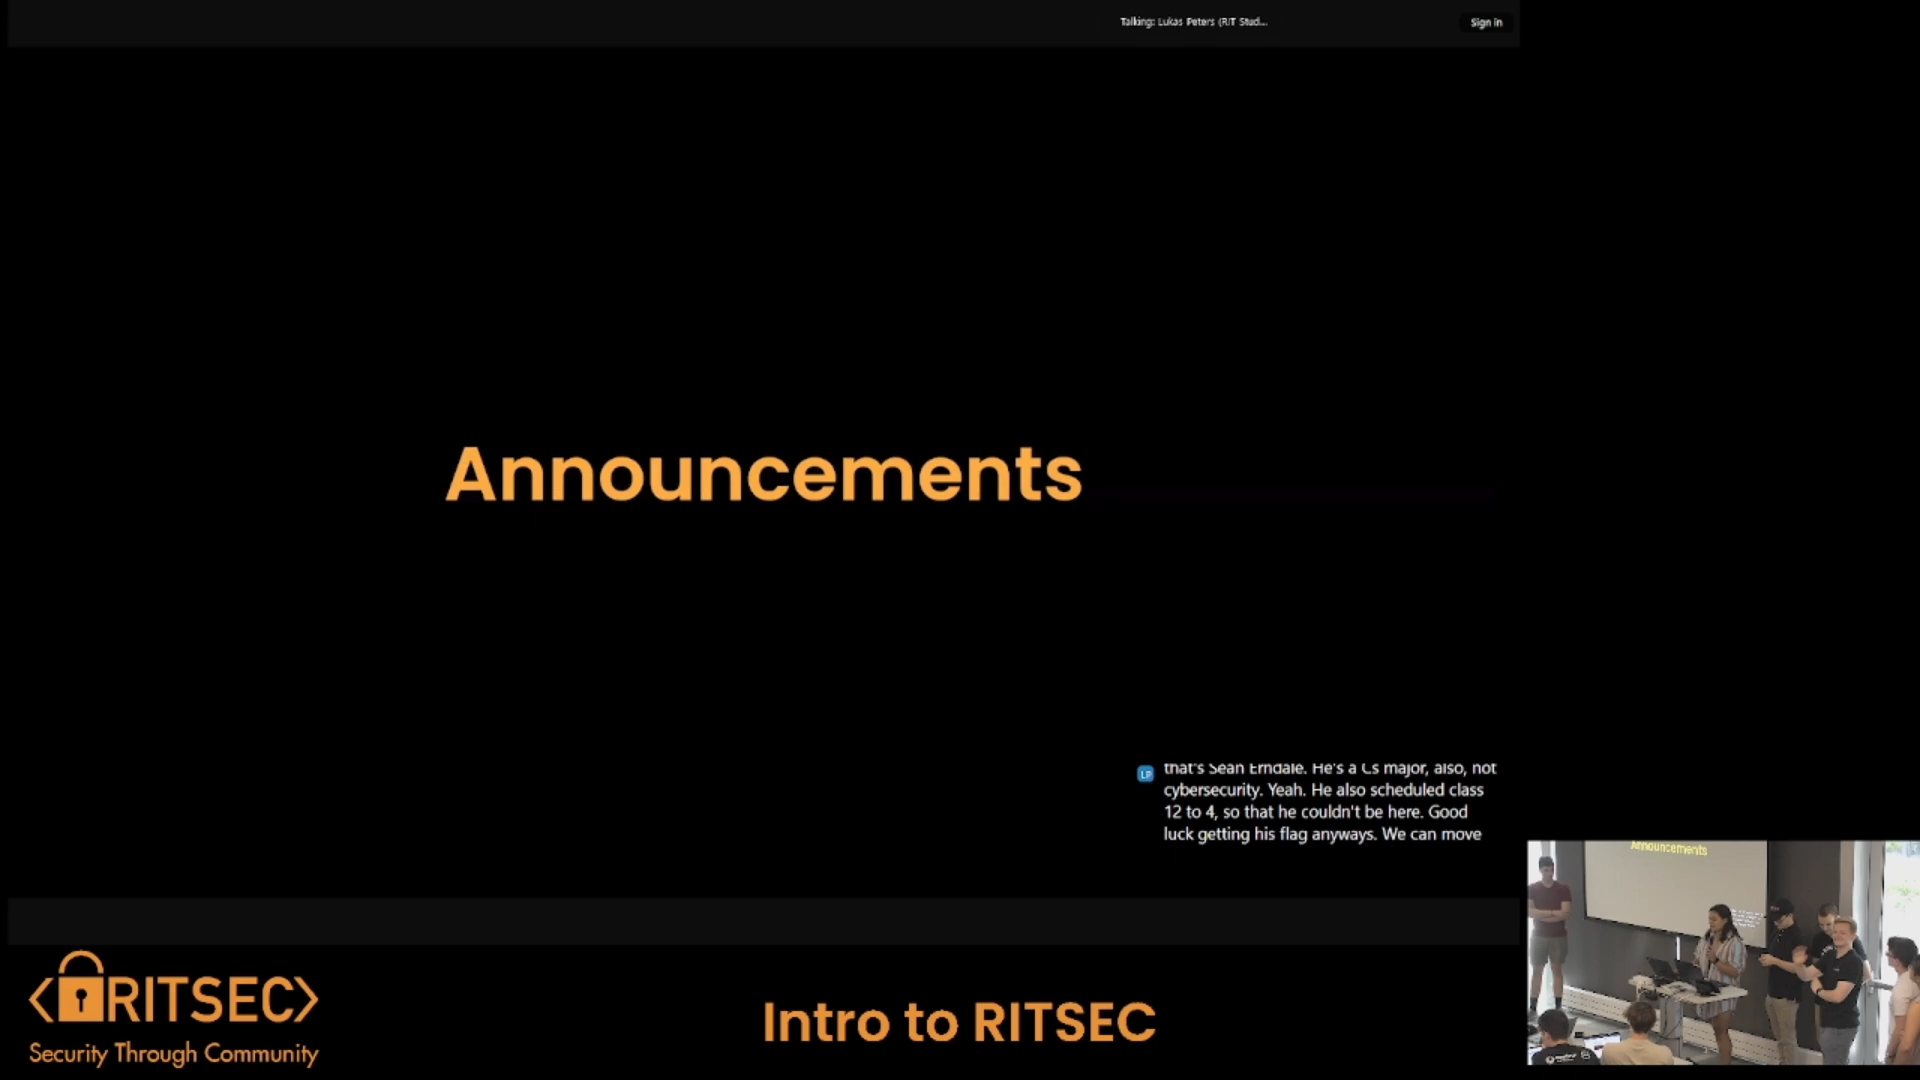 Talking: Lukas Peters (RIT Stud...
Sign in
Announcements
LP
that's Sean Erndale. He's a Cs major, also, not
cybersecurity. Yeah. He also scheduled class
12 to 4, so that he couldn't be here. Good
luck getting his flag anyways. We can move
Announcements
<RITSEC>
Security Through Community
Intro to RITSEC